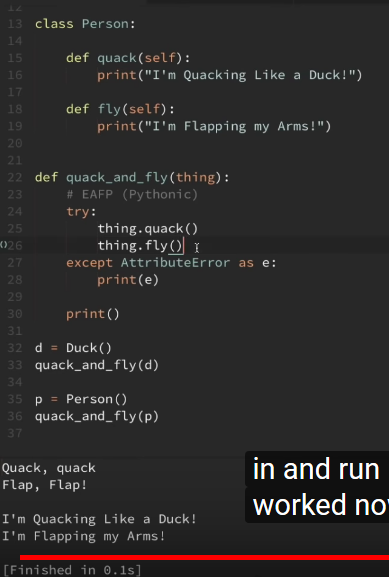 12
13 class Person:
14
15     def quack(self):
16         print("I'm Quacking Like a Duck!")
17
18     def fly(self):
19         print("I'm Flapping my Arms!")
20
21
22 def quack_and_fly(thing):
23     # EAFP (Pythonic)
24     try:
25         thing.quack()
26         thing.fly()
27     except AttributeError as e:
28         print(e)
29
30     print()
31
32 d = Duck()
33 quack_and_fly(d)
34
35 p = Person()
36 quack_and_fly(p)
37
Quack, quack
Flap, Flap!
I'm Quacking Like a Duck!
I'm Flapping my Arms!
[Finished in 0.1s]
in and run
worked no